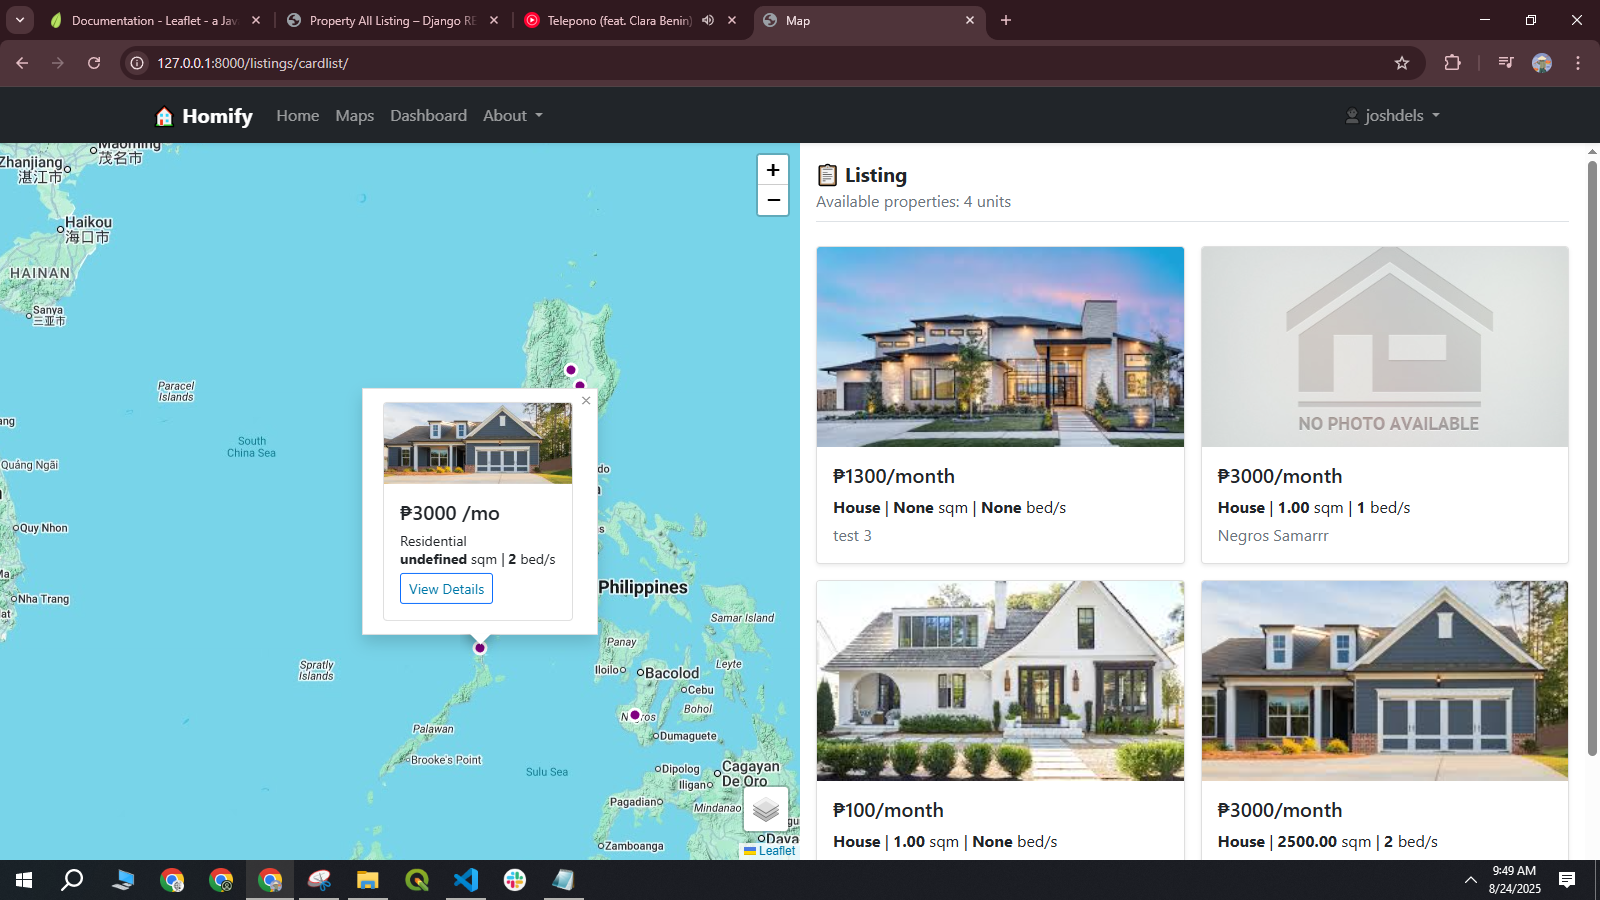 Documentation - Leaflet - a Jav
Property All Listing – Django RE
Telepono (feat. Clara Benin)
Map
127.0.0.1:8000/listings/cardlist/
Homify
Home
Maps
Dashboard
About
joshdels
Maoming
茂名市
Zhanjiang
湛江市
Haikou
海口市
HAINAN
Sanya
三亚市
Paracel
Islands
South
China Sea
Quảng Ngãi
Quy Nhon
Nha Trang
Philippines
Samar Island
Panay
Leyte
Iloilo
Bacolod
Cebu
Bohol
Negros
Dumaguete
Spratly
Islands
Palawan
Brooke's Point
Sulu Sea
Dipolog
Cagayan
De Oro
Iligan
Pagadian
Mindanao
Zamboanga
Leaflet
+
−
×
₱3000 /mo
Residential
undefined sqm | 2 bed/s
View Details
📋 Listing
Available properties: 4 units
₱1300/month
House | None sqm | None bed/s
test 3
NO PHOTO AVAILABLE
₱3000/month
House | 1.00 sqm | 1 bed/s
Negros Samarrr
₱100/month
House | 1.00 sqm | None bed/s
₱3000/month
House | 2500.00 sqm | 2 bed/s
9:49 AM
8/24/2025